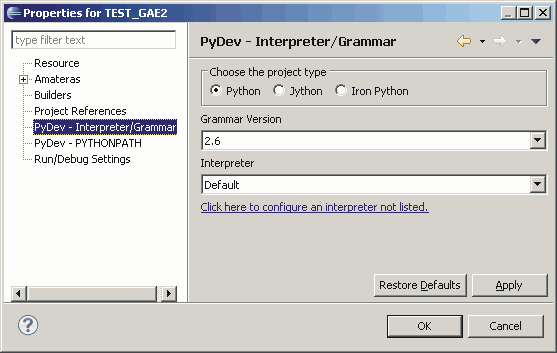 Properties for TEST_GAE2
type filter text
Resource
Amateras
Builders
Project References
PyDev - Interpreter/Grammar
PyDev - PYTHONPATH
Run/Debug Settings
PyDev - Interpreter/Grammar
Choose the project type
Python Jython Iron Python
Grammar Version
2.6
Interpreter
Default
Click here to configure an interpreter not listed.
Restore Defaults Apply
OK Cancel